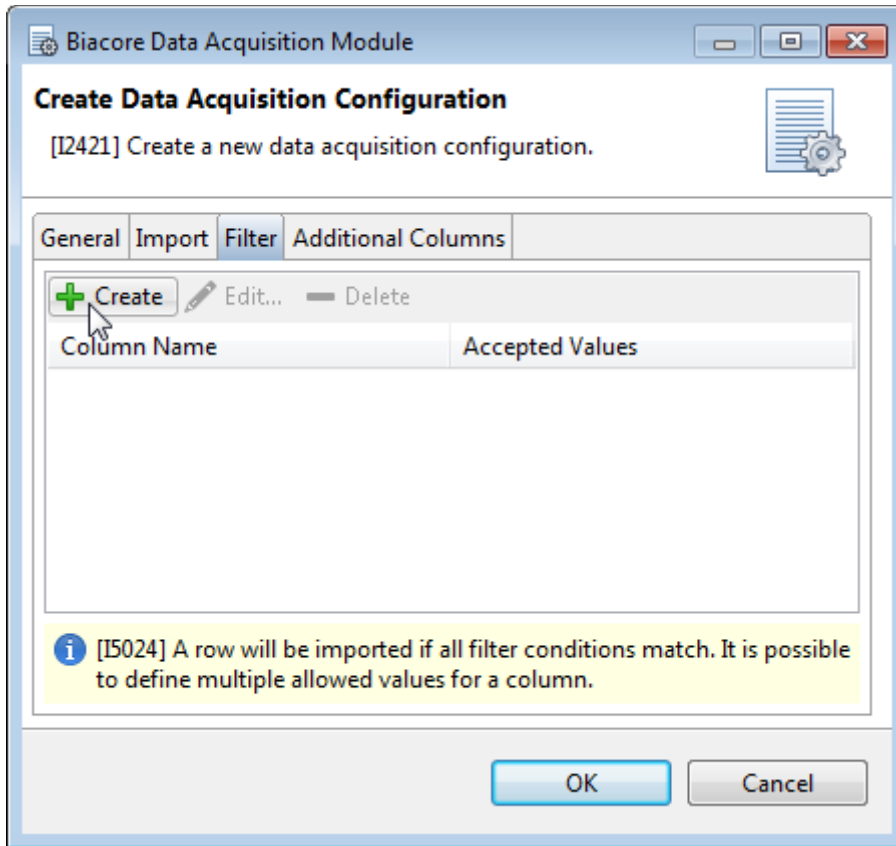 Biacore Data Acquisition Module
Create Data Acquisition Configuration
[I2421] Create a new data acquisition configuration.
General Import Filter Additional Columns
Create Edit... Delete
Column Name Accepted Values
[I5024] A row will be imported if all filter conditions match. It is possible
to define multiple allowed values for a column.
OK Cancel